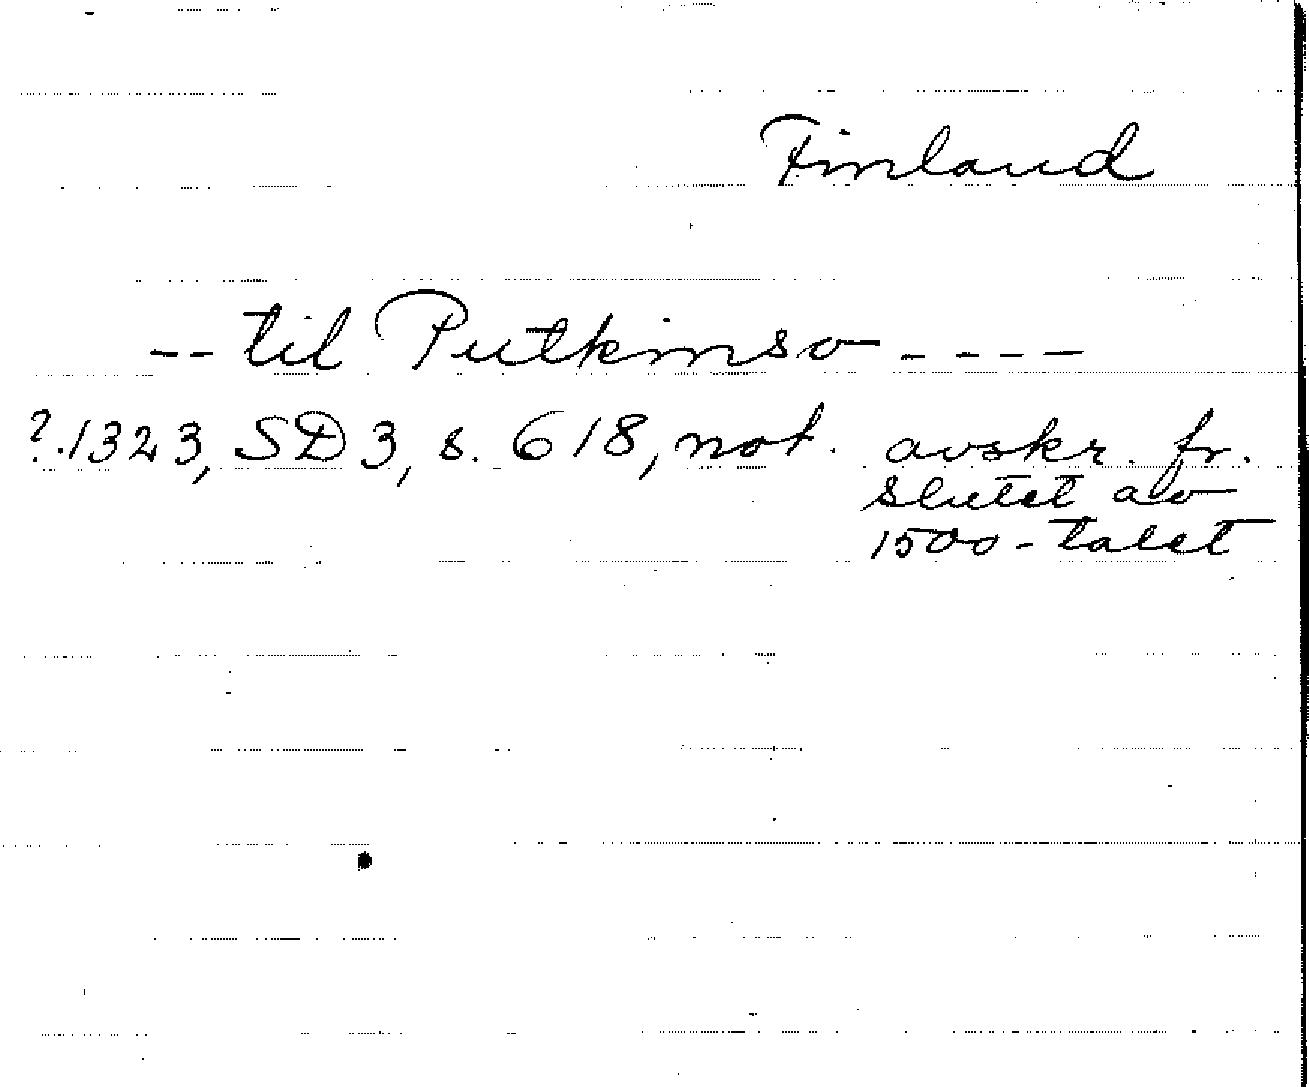 Finland
-- til Putkinso ----
?.1323, SD 3, s. 618, not. avskr. fr.
slutet av
1500-talet